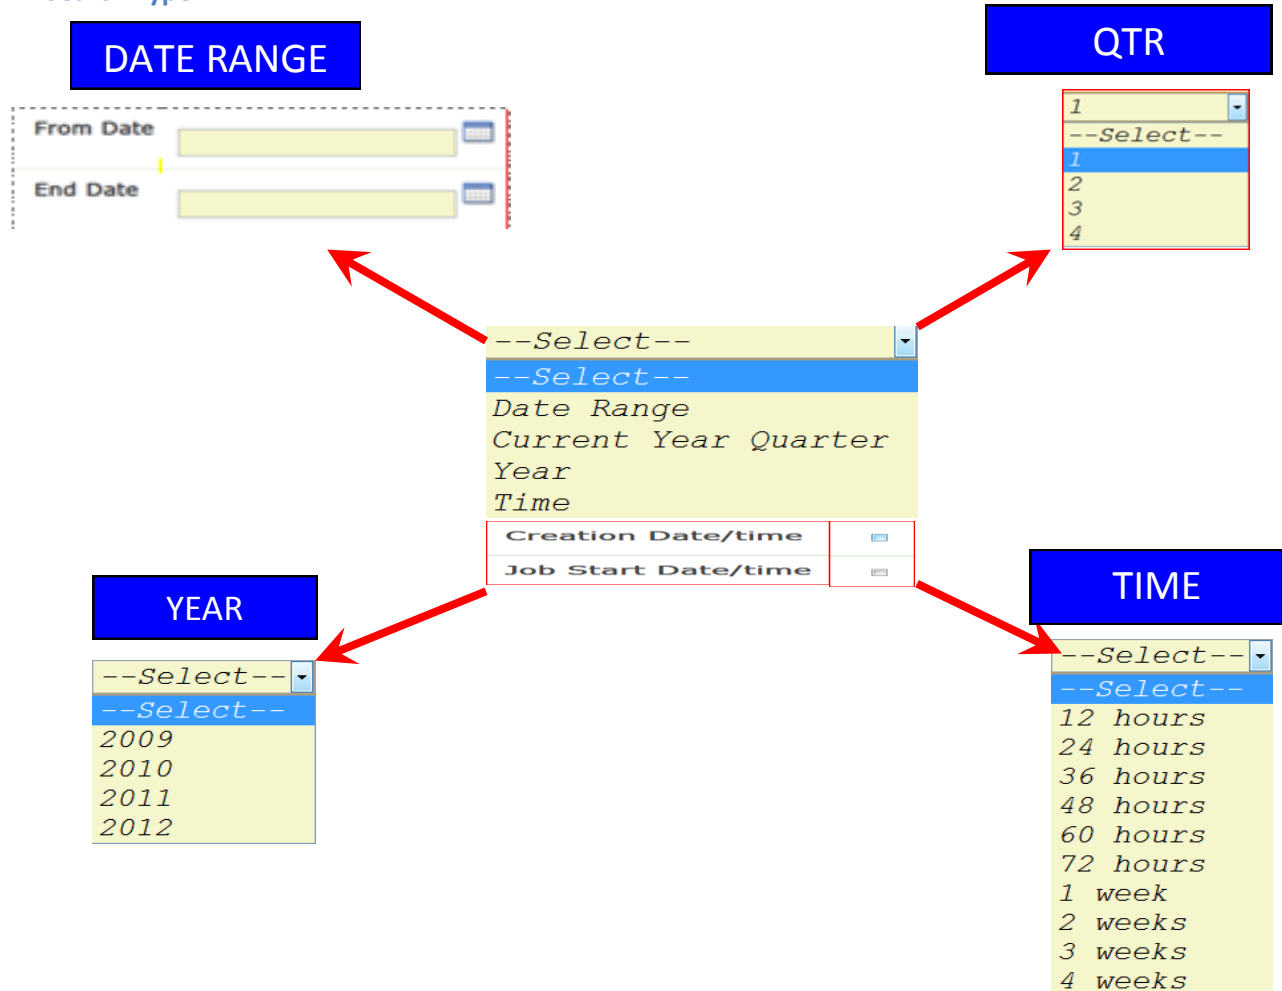 DATE RANGE
From Date
End Date
QTR
1
--Select--
1
2
3
4
--Select--
--Select--
Date Range
Current Year Quarter
Year
Time
Creation Date/time
Job Start Date/time
YEAR
--Select--
--Select--
2009
2010
2011
2012
TIME
--Select--
--Select--
12 hours
24 hours
36 hours
48 hours
60 hours
72 hours
1 week
2 weeks
3 weeks
4 weeks